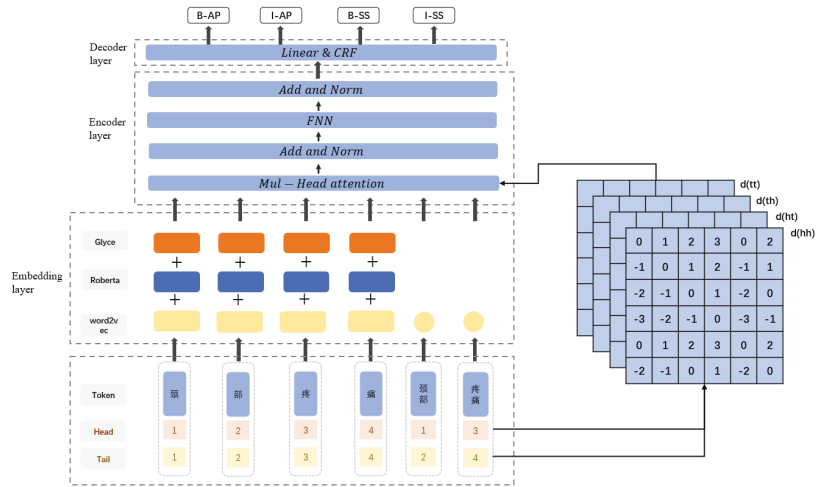 B-AP I-AP B-SS I-SS
Decoder
layer
Linear & CRF
Encoder
layer
Add and Norm
FNN
Add and Norm
Mul − Head attention
d(tt)
d(th)
d(ht)
d(hh)
0 1 2 3 0 2
-1 0 1 2 -1 1
-2 -1 0 1 -2 0
-3 -2 -1 0 -3 -1
0 1 2 3 0 2
-2 -1 0 1 -2 0
Embedding
layer
Glyce
+ + + +
Roberta
+ + + +
word2v
ec
Token 颈 部 疼 痛 颈部 疼痛
Head 1 2 3 4 1 3
Tail 1 2 3 4 2 4